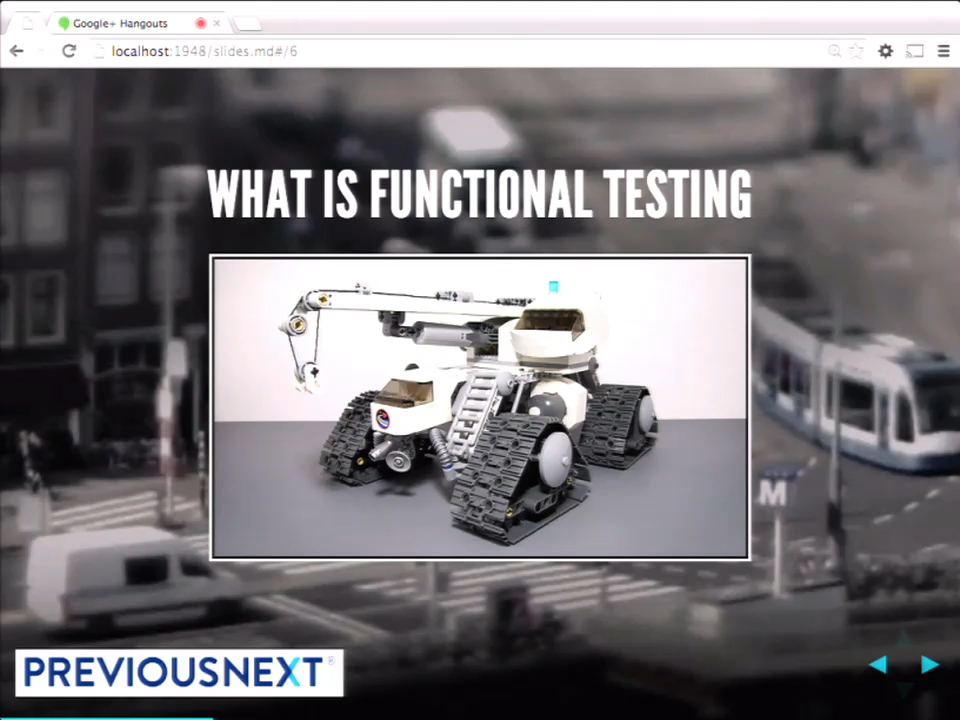 Google+ Hangouts
localhost:1948/slides.md#/6
WHAT IS FUNCTIONAL TESTING
M
PREVIOUSNEXT®